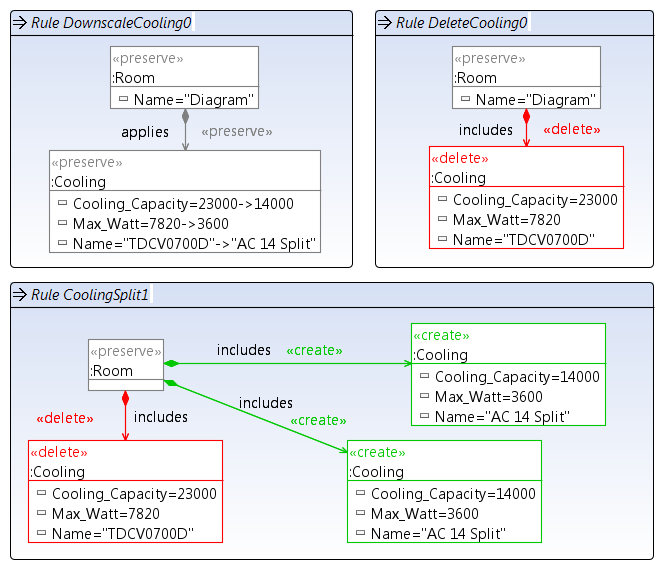 Rule DownscaleCooling0
«preserve»
:Room
Name="Diagram"
applies «preserve»
«preserve»
:Cooling
Cooling_Capacity=23000->14000
Max_Watt=7820->3600
Name="TDCV0700D"->"AC 14 Split"
Rule DeleteCooling0
«preserve»
:Room
Name="Diagram"
includes «delete»
«delete»
:Cooling
Cooling_Capacity=23000
Max_Watt=7820
Name="TDCV0700D"
Rule CoolingSplit1
«preserve»
:Room
includes «create»
«create»
:Cooling
Cooling_Capacity=14000
Max_Watt=3600
Name="AC 14 Split"
«delete» includes
includes
«create»
«delete»
:Cooling
Cooling_Capacity=23000
Max_Watt=7820
Name="TDCV0700D"
«create»
:Cooling
Cooling_Capacity=14000
Max_Watt=3600
Name="AC 14 Split"